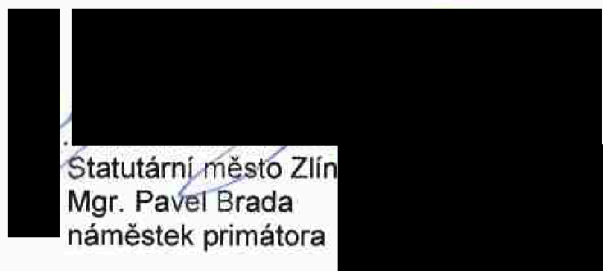 Statutární město Zlín
Mgr. Pavel Brada
náměstek primátora